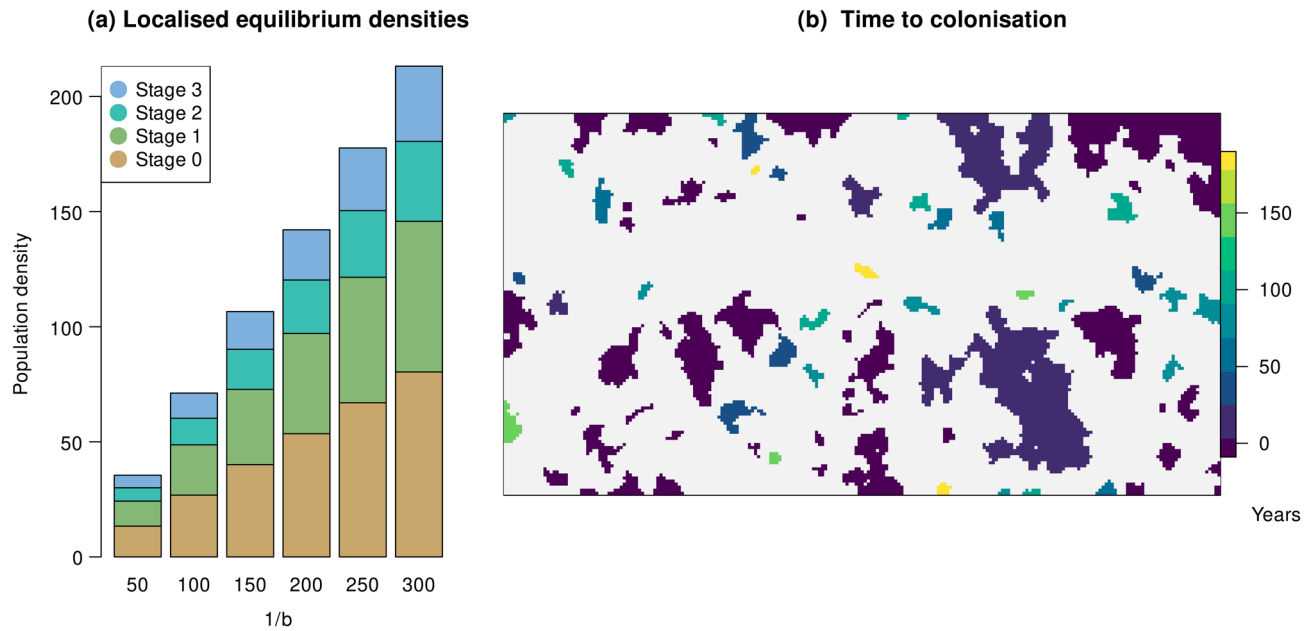 (a) Localised equilibrium densities
(b) Time to colonisation
Stage 3
Stage 2
Stage 1
Stage 0
Population density
200
150
100
50
0
50 100 150 200 250 300
1/b
150
100
50
0
Years